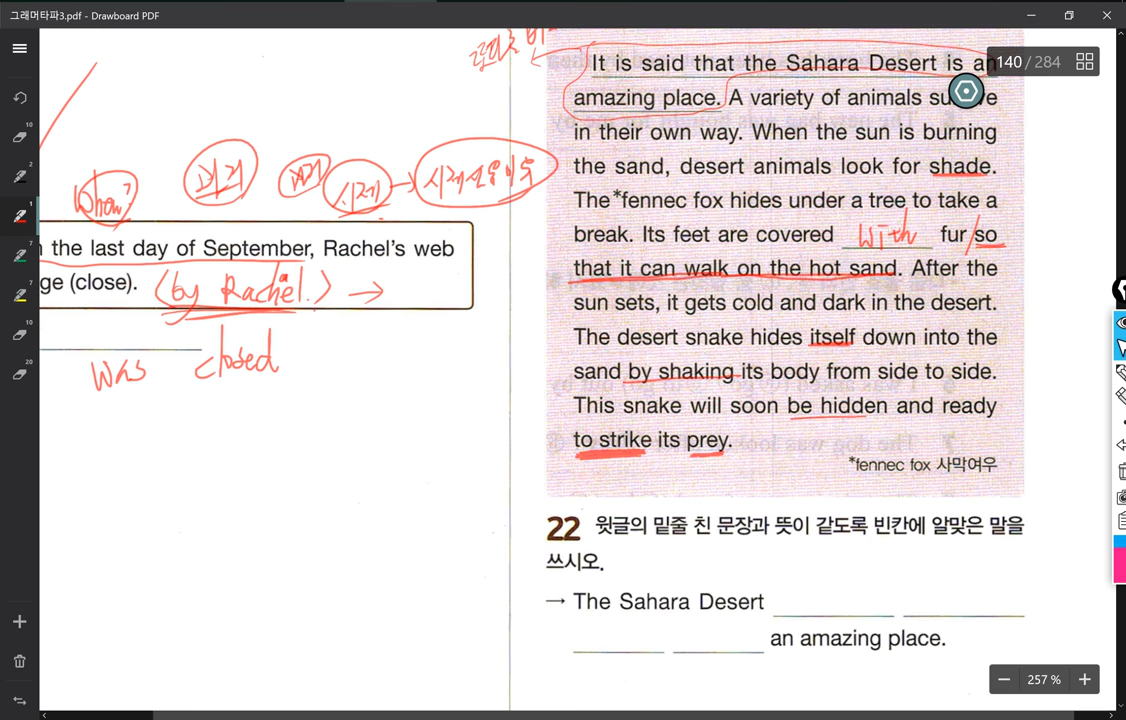 그래머타파3.pdf - Drawboard PDF
140 / 284
It is said that the Sahara Desert is an
amazing place. A variety of animals
in their own way. When the sun is burning
the sand, desert animals look for shade.
The *fennec fox hides under a tree to take a
break. Its feet are covered with fur/so
that it can walk on the hot sand. After the
sun sets, it gets cold and dark in the desert.
The desert snake hides itself down into the
sand by shaking its body from side to side.
This snake will soon be hidden and ready
to strike its prey.
*fennec fox 사막여우
22 윗글의 밑줄 친 문장과 뜻이 같도록 빈칸에 알맞은 말을
쓰시오.
→ The Sahara Desert
an amazing place.
시제 →
the last day of September, Rachel's web
ge (close). (by Rachel.) →
was closed
10
2
1
7
7
10
20
257 %